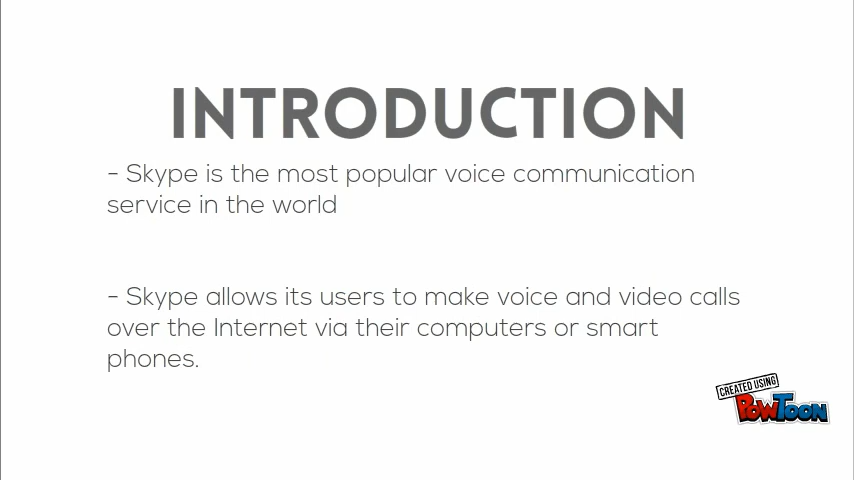 INTRODUCTION
- Skype is the most popular voice communication
service in the world
- Skype allows its users to make voice and video calls
over the Internet via their computers or smart
phones.
CREATED USING
POWTOON